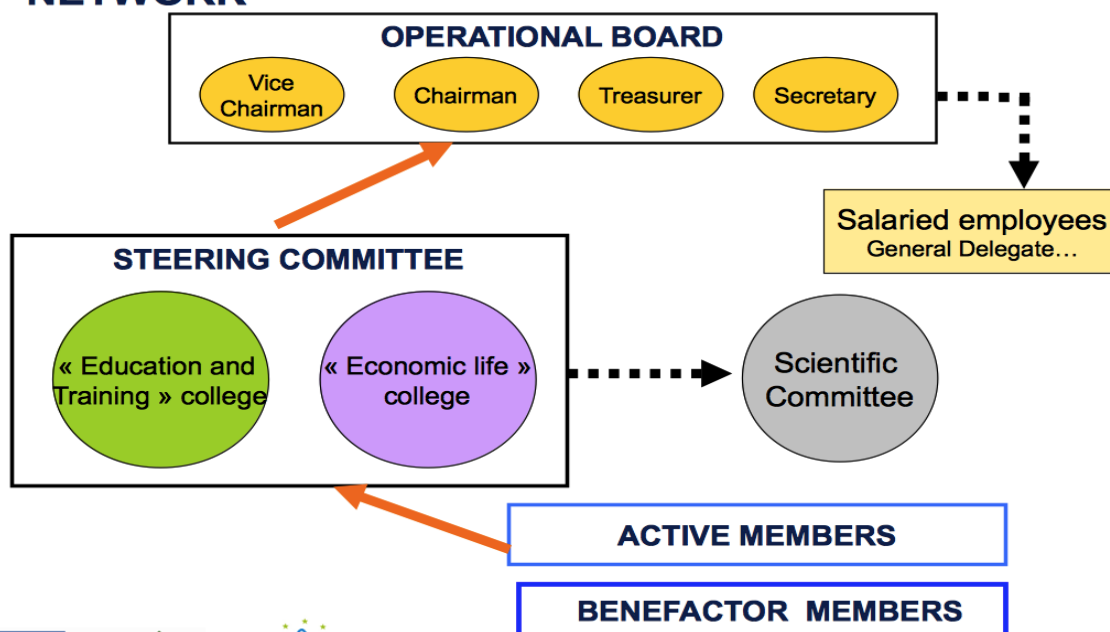 NETWORK
OPERATIONAL BOARD
Vice
Chairman
Chairman
Treasurer
Secretary
Salaried employees
General Delegate…
STEERING COMMITTEE
« Education and
Training » college
« Economic life »
college
Scientific
Committee
ACTIVE MEMBERS
BENEFACTOR MEMBERS